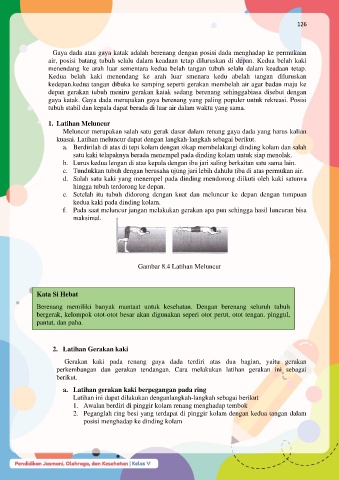 126
Gaya dada atau gaya katak adalah berenang dengan posisi dada menghadap ke permukaan
air, posisi batang tubuh selalu dalam keadaan tetap diluruskan di depan. Kedua belah kaki
menendang ke arah luar sementara kedua belah tangan tubuh selalu dalam keadaan tetap.
Kedua belah kaki menendang ke arah luar smenara kedu abelah tangan diluruskan
kedepan.kedua tangan dibuka ke samping seperti gerakan membelah air agar badan maju ke
depan gerakan tubuh meniru gerakan katak sedang berenang sehinggabiasa disebut dengan
gaya katak. Gaya dada merupakan gaya berenang yang paling populer untuk rekreasi. Posisi
tubuh stabil dan kepala dapat berada di luar air dalam waktu yang sama.
1. Latihan Meluncur
Meluncur merupakan salah satu gerak dasar dalam renang gaya dada yang harus kalian
kuasai. Latihan meluncur dapat dengan langkah-langkah sebagai berikut.
a. Berdirilah di atas di tepi kolam dengan sikap membelakangi dinding kolam dan salah
satu kaki telapaknya berada menempel pada dinding kolam untuk siap menolak.
b. Lurus kedua lengan di atas kepala dengan ibu jari saling berkaitan satu sama lain.
c. Tundukkan tubuh dengan berusaha ujung jari lebih dahulu tiba di atas permukan air.
d. Salah satu kaki yang menempel pada dinding mendorong diikuti oleh kaki satunya
hingga tubuh terdorong ke depan.
e. Setelah itu tubuh didorong dengan kuat dan meluncur ke depan dengan tumpuan
kedua kaki pada dinding kolam.
f. Pada saat meluncur jangan melakukan gerakan apa pun sehingga hasil luncuran bisa
maksimal.
Gambar 8.4 Latihan Meluncur
Kata Si Hebat
Berenang memiliki banyak manfaat untuk kesehatan. Dengan berenang seluruh tubuh
bergerak, kelompok otot-otot besar akan digunakan seperi otot perut, otot lengan, pinggul,
pantat, dan paha.
2. Latihan Gerakan kaki
Gerakan kaki pada renang gaya dada terdiri atas dua bagian, yaitu gerakan
perkembangan dan gerakan tendangan. Cara melakukan latihan gerakan ini sebagai
berikut.
a. Latihan gerakan kaki berpegangan pada ring
Latihan ini dapat dilakukan denganlangkah-langkah sebagai berikut
1. Awalan berdiri di pinggir kolam renang menghadap tembok
2. Peganglah ring besi yang terdapat di pinggir kolam dengan kedua tangan dalam
posisi menghadap ke dinding kolam
Pendidikan Jasmani, Olahraga, dan Kesehatan | Kelas V